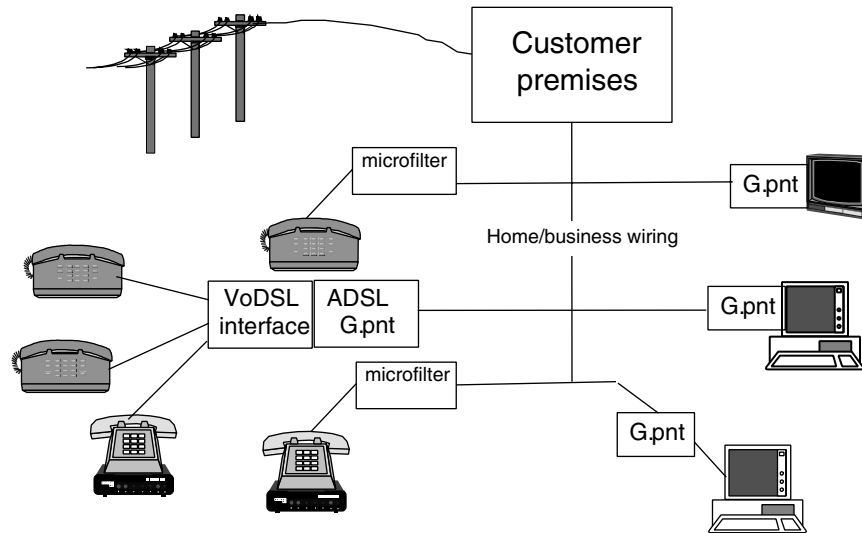 Customer
premises
microfilter
G.pnt
Home/business wiring
VoDSL
interface
ADSL
G.pnt
G.pnt
microfilter
G.pnt